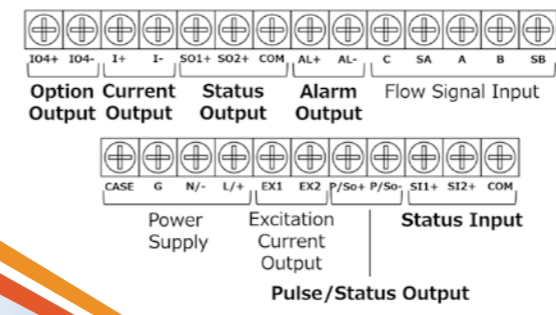 IO4+ IO4- I+ I- SO1+ SO2+ COM AL+ AL- C SA A B SB
Option Current Status Alarm Flow Signal Input
Output Output Output Output
CASE G N/- L/+ EX1 EX2 P/So+ P/So- SI1+ SI2+ COM
Power Excitation Status Input
Supply Current
Output
Pulse/Status Output